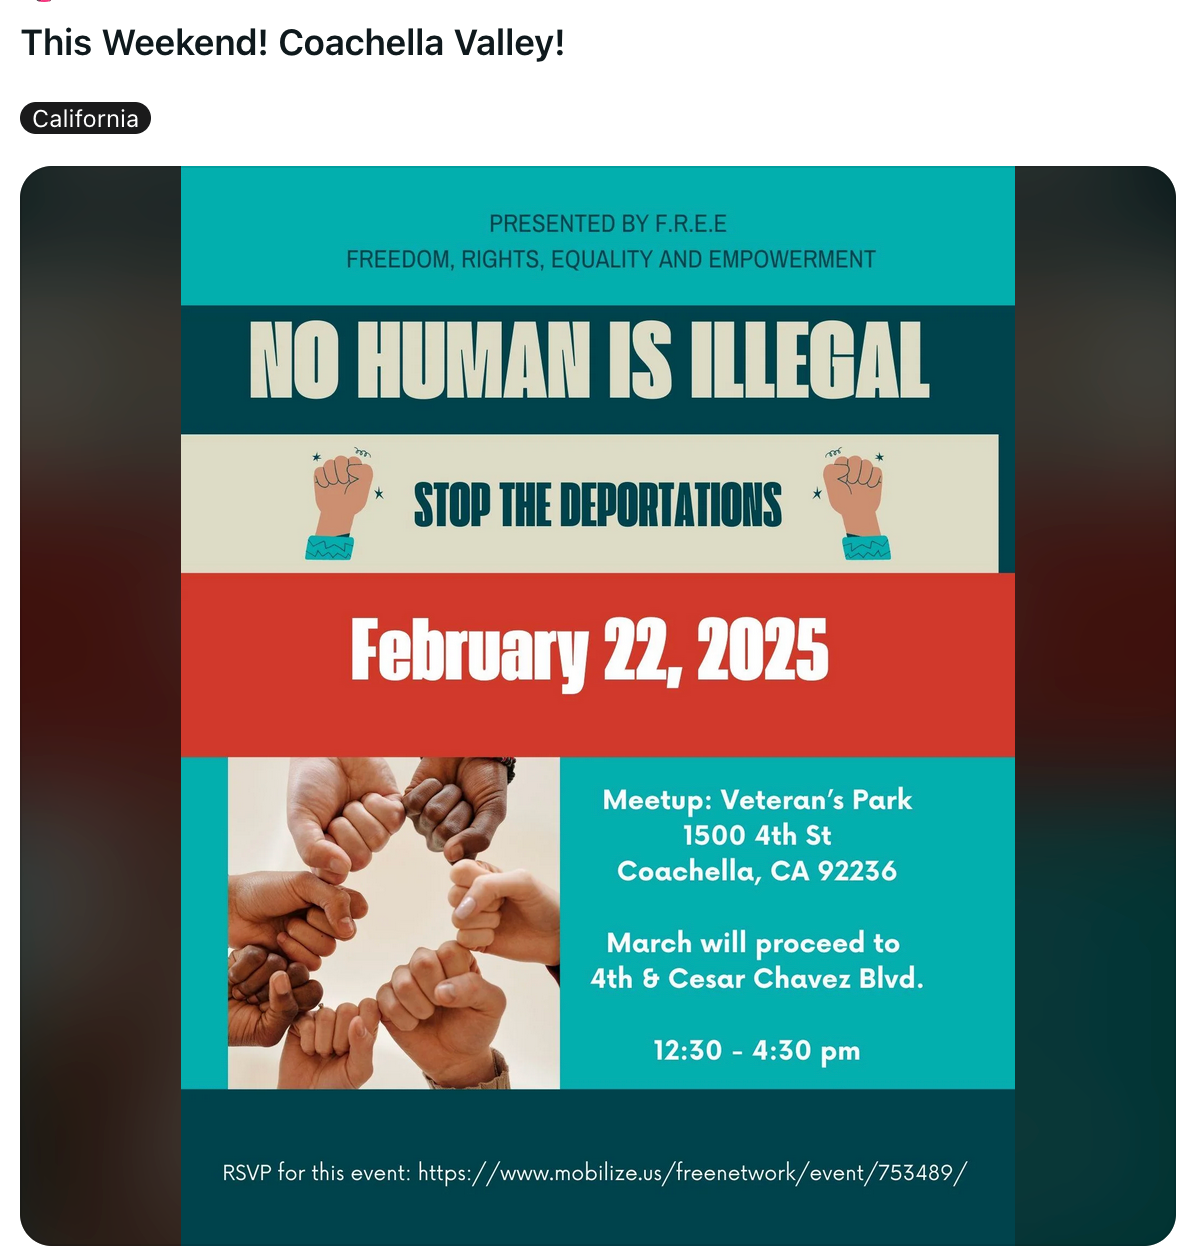 This Weekend! Coachella Valley!
California
PRESENTED BY F.R.E.E
FREEDOM, RIGHTS, EQUALITY AND EMPOWERMENT
NO HUMAN IS ILLEGAL
STOP THE DEPORTATIONS
February 22, 2025
Meetup: Veteran’s Park
1500 4th St
Coachella, CA 92236
March will proceed to
4th & Cesar Chavez Blvd.
12:30 - 4:30 pm
RSVP for this event: https://www.mobilize.us/freenetwork/event/753489/